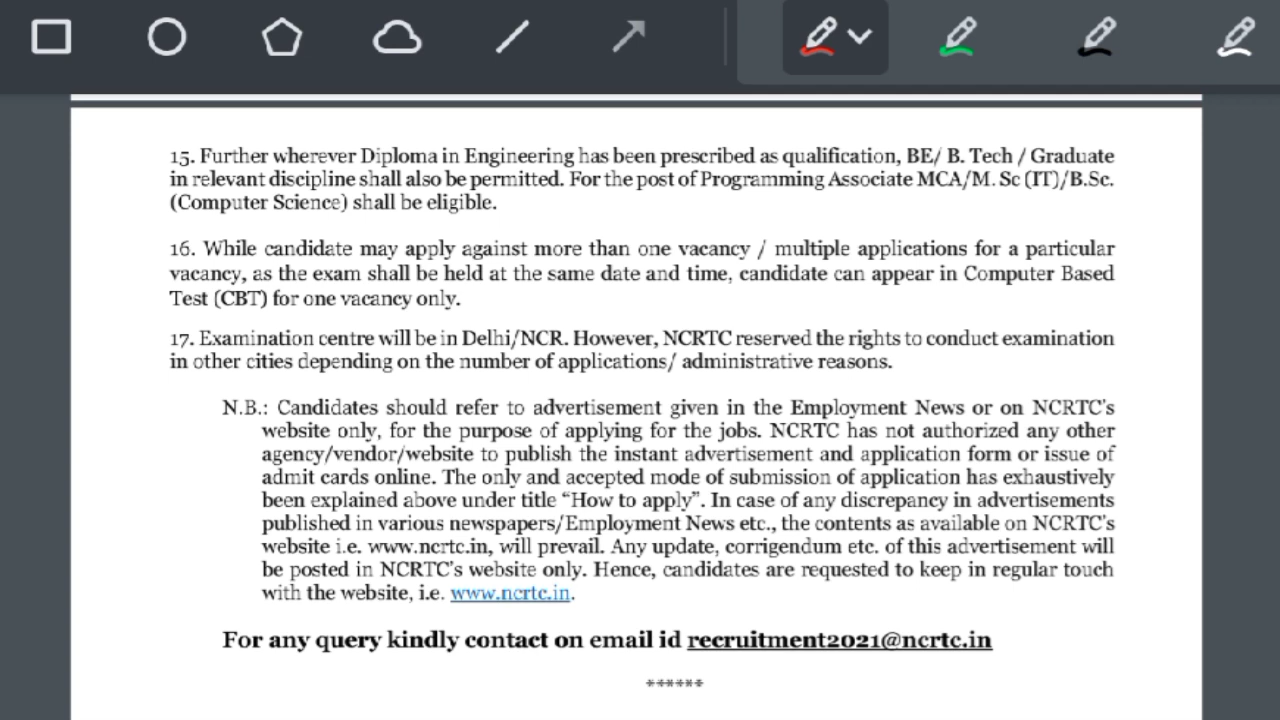 15. Further wherever Diploma in Engineering has been prescribed as qualification, BE/ B. Tech / Graduate
in relevant discipline shall also be permitted. For the post of Programming Associate MCA/M. Sc (IT)/B.Sc.
(Computer Science) shall be eligible.
16. While candidate may apply against more than one vacancy / multiple applications for a particular
vacancy, as the exam shall be held at the same date and time, candidate can appear in Computer Based
Test (CBT) for one vacancy only.
17. Examination centre will be in Delhi/NCR. However, NCRTC reserved the rights to conduct examination
in other cities depending on the number of applications/ administrative reasons.
N.B.: Candidates should refer to advertisement given in the Employment News or on NCRTC's
website only, for the purpose of applying for the jobs. NCRTC has not authorized any other
agency/vendor/website to publish the instant advertisement and application form or issue of
admit cards online. The only and accepted mode of submission of application has exhaustively
been explained above under title “How to apply”. In case of any discrepancy in advertisements
published in various newspapers/Employment News etc., the contents as available on NCRTC's
website i.e. www.ncrtc.in, will prevail. Any update, corrigendum etc. of this advertisement will
be posted in NCRTC's website only. Hence, candidates are requested to keep in regular touch
with the website, i.e. www.ncrtc.in.
For any query kindly contact on email id recruitment2021@ncrtc.in
******